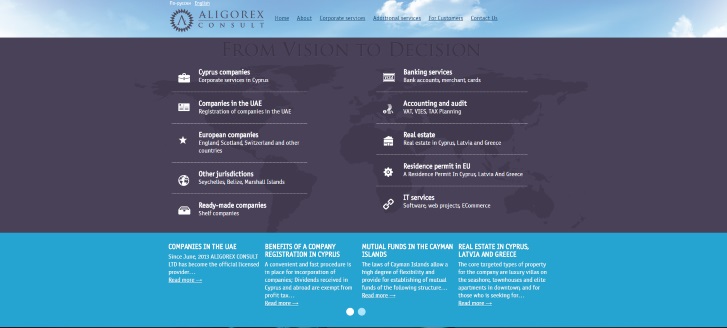 По-русски English
ALIGOREX
CONSULT
Home About Corporate services Additional services For Customers Contact Us
FROM VISION TO DECISION
Cyprus companies
Corporate services in Cyprus
Companies in the UAE
Registration of companies in the UAE
European companies
England, Scotland, Switzerland and other
countries
Other jurisdictions
Seychelles, Belize, Marshall Islands
Ready-made companies
Shelf companies
Banking services
Bank accounts, merchant, cards
Accounting and audit
VAT, VIES, TAX Planning
Real estate
Real estate in Cyprus, Latvia and Greece
Residence permit in EU
A Residence Permit In Cyprus, Latvia And Greece
IT services
Software, web projects, ECommerce
COMPANIES IN THE UAE
Since June, 2013 ALIGOREX CONSULT
LTD has become the official licensed
provider...
Read more →
BENEFITS OF A COMPANY
REGISTRATION IN CYPRUS
A convenient and fast procedure is
in place for incorporation of
companies; Dividends received in
Cyprus and abroad are exempt from
profit tax...
Read more →
MUTUAL FUNDS IN THE CAYMAN
ISLANDS
The laws of Cayman Islands allow a
high degree of flexibility and
provide for establishing of mutual
funds of the following structure...
Read more →
REAL ESTATE IN CYPRUS,
LATVIA AND GREECE
The core targeted types of property
for the company are luxury villas on
the seashore, townhouses and elite
apartments in downtown, and for
those who is seeking for...
Read more →